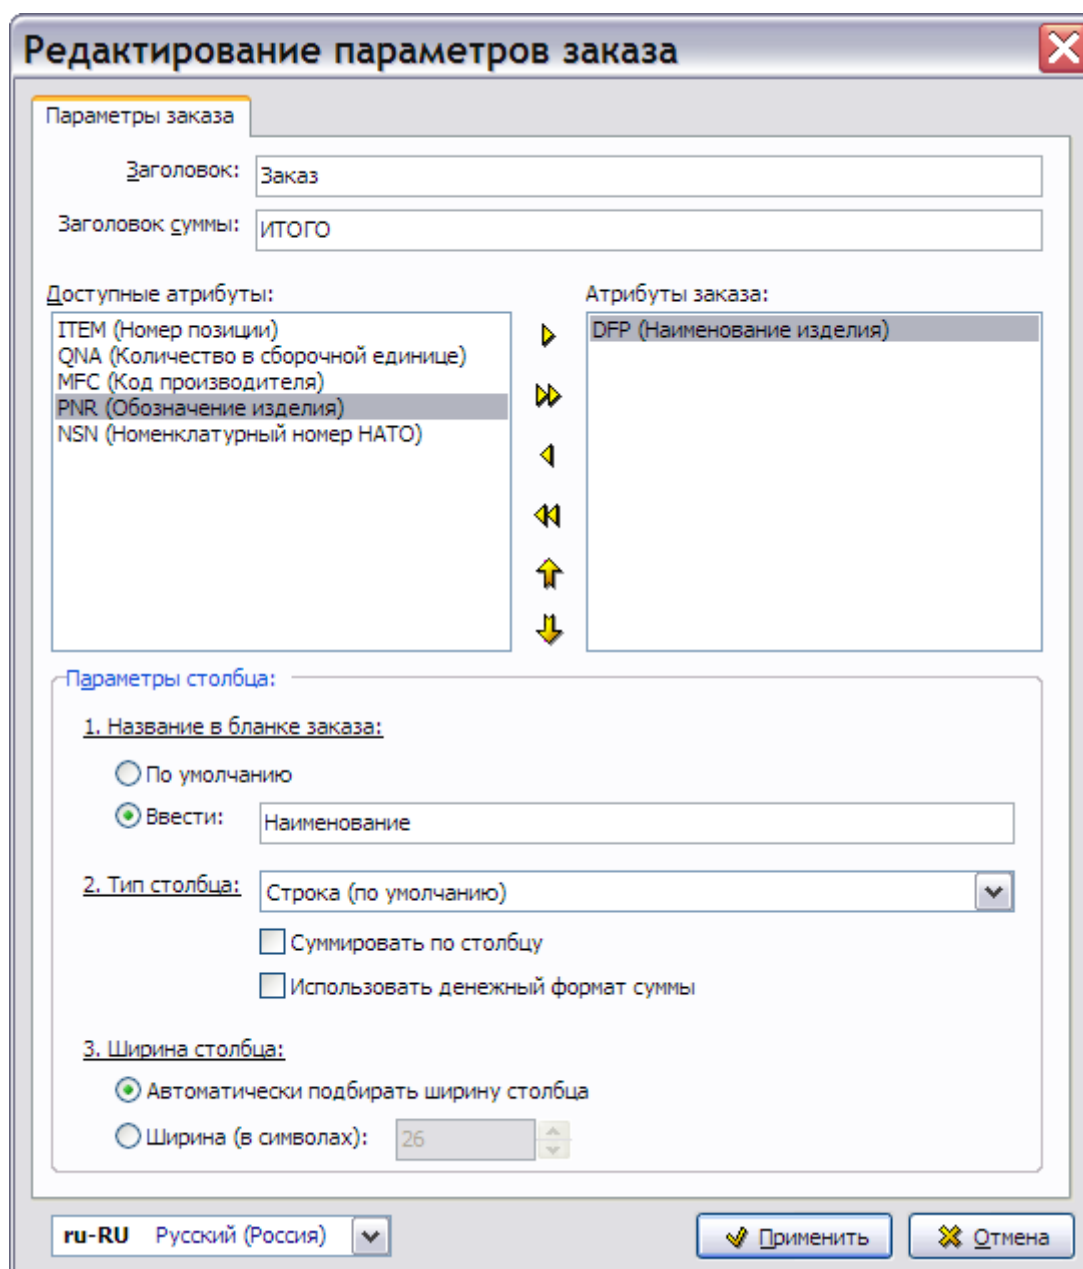 Редактирование параметров заказа
Параметры заказа
Заголовок: Заказ
Заголовок суммы: ИТОГО
Доступные атрибуты:
ITEM (Номер позиции)
QNA (Количество в сборочной единице)
MFC (Код производителя)
PNR (Обозначение изделия)
NSN (Номенклатурный номер НАТО)
Атрибуты заказа:
DFP (Наименование изделия)
Параметры столбца:
1. Название в бланке заказа:
По умолчанию
Ввести: Наименование
2. Тип столбца: Строка (по умолчанию)
Суммировать по столбцу
Использовать денежный формат суммы
3. Ширина столбца:
Автоматически подбирать ширину столбца
Ширина (в символах): 26
ru-RU Русский (Россия) Применить Отмена